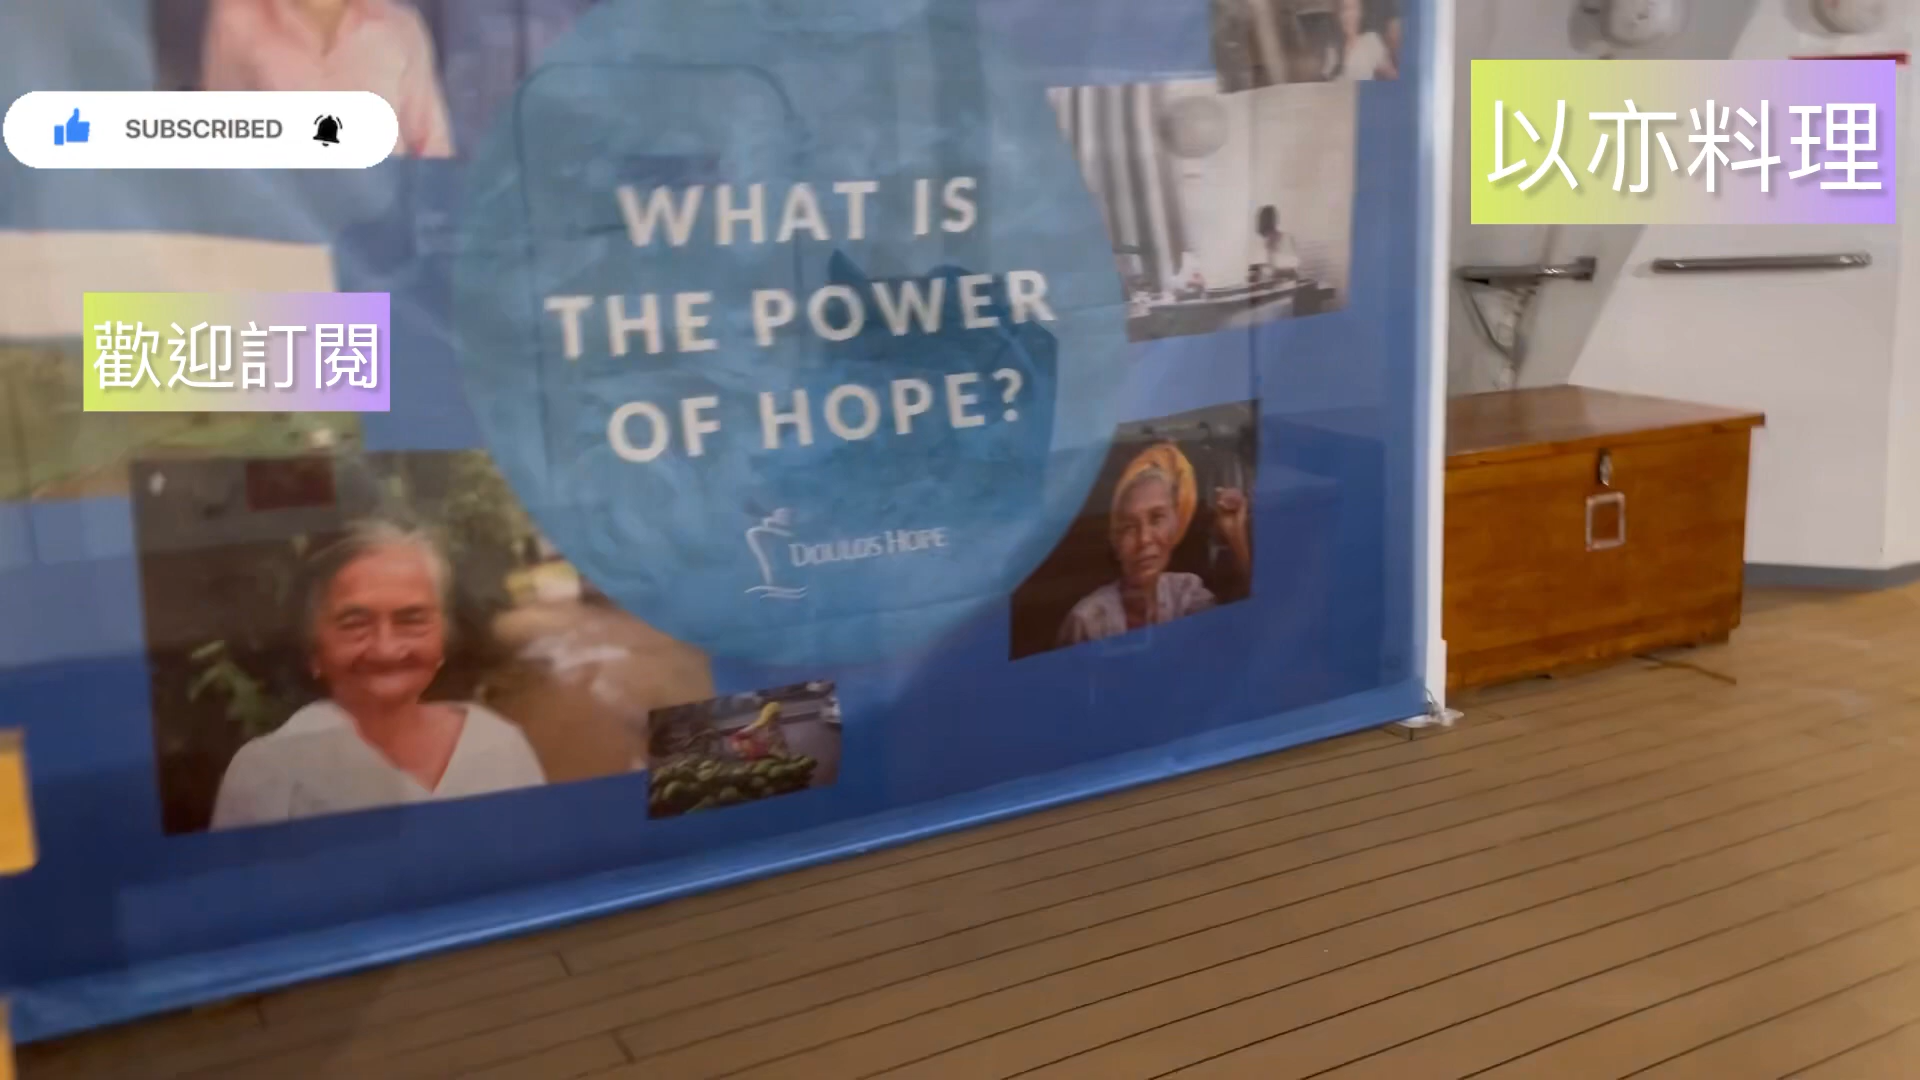 SUBSCRIBED
以亦料理
歡迎訂閱
WHAT IS
THE POWER
OF HOPE?
DOULOS HOPE